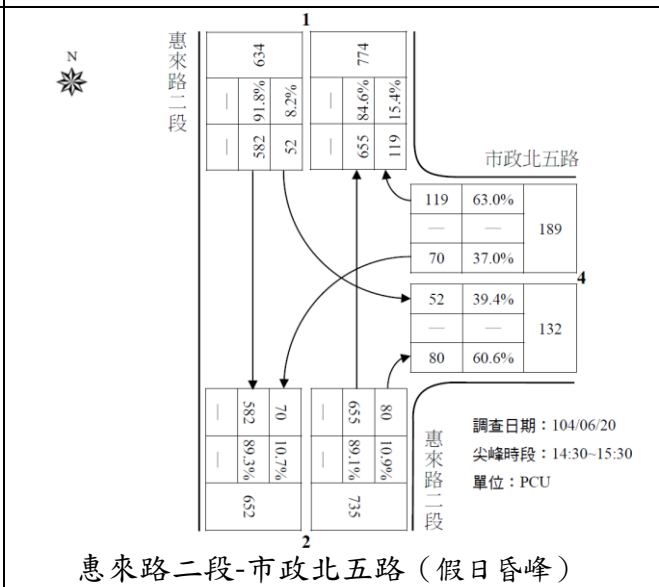 1
N
惠來路二段
634
— 91.8% 8.2%
— 582 52
774
— 84.6% 15.4%
— 655 119
市政北五路
119 63.0%
— —
70 37.0%
189
4
52 39.4%
— —
80 60.6%
132
— 582 70
— 89.3% 10.7%
652
— 655 80
— 89.1% 10.9%
735
惠來路二段
調查日期：104/06/20
尖峰時段：14:30~15:30
單位：PCU
2
惠來路二段-市政北五路（假日昏峰）